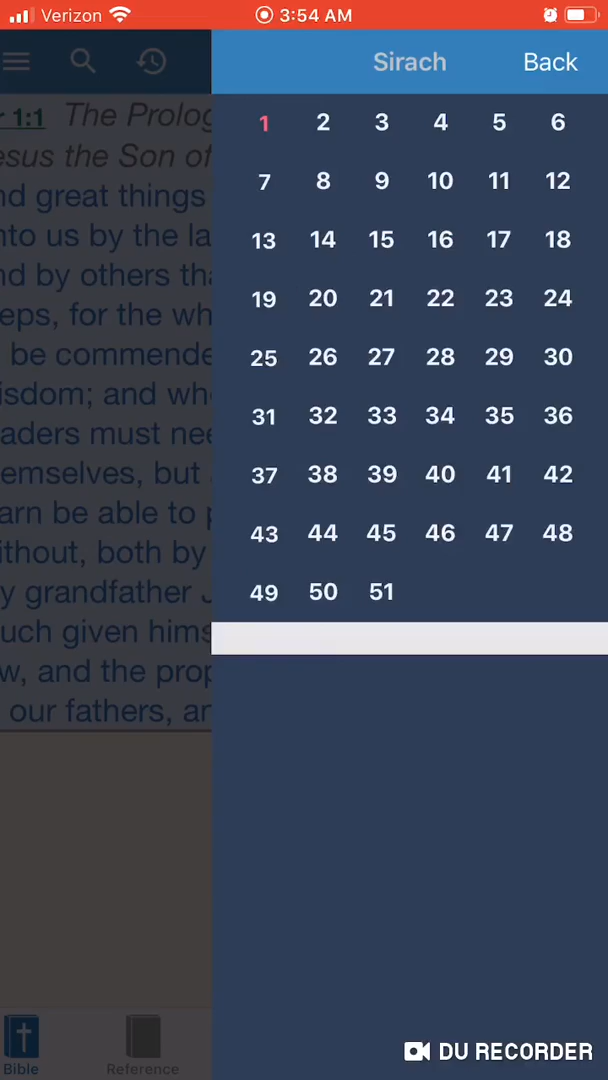 Verizon 3:54 AM
Sirach Back
r 1:1 The Prolog
esus the Son of
nd great things
nto us by the la
nd by others tha
eps, for the wh
be commende
isdom; and wh
aders must nee
emselves, but
arn be able to
ithout, both by
y grandfather J
uch given hims
w, and the prop
our fathers, an
1 2 3 4 5 6
7 8 9 10 11 12
13 14 15 16 17 18
19 20 21 22 23 24
25 26 27 28 29 30
31 32 33 34 35 36
37 38 39 40 41 42
43 44 45 46 47 48
49 50 51
Bible Reference
DU RECORDER